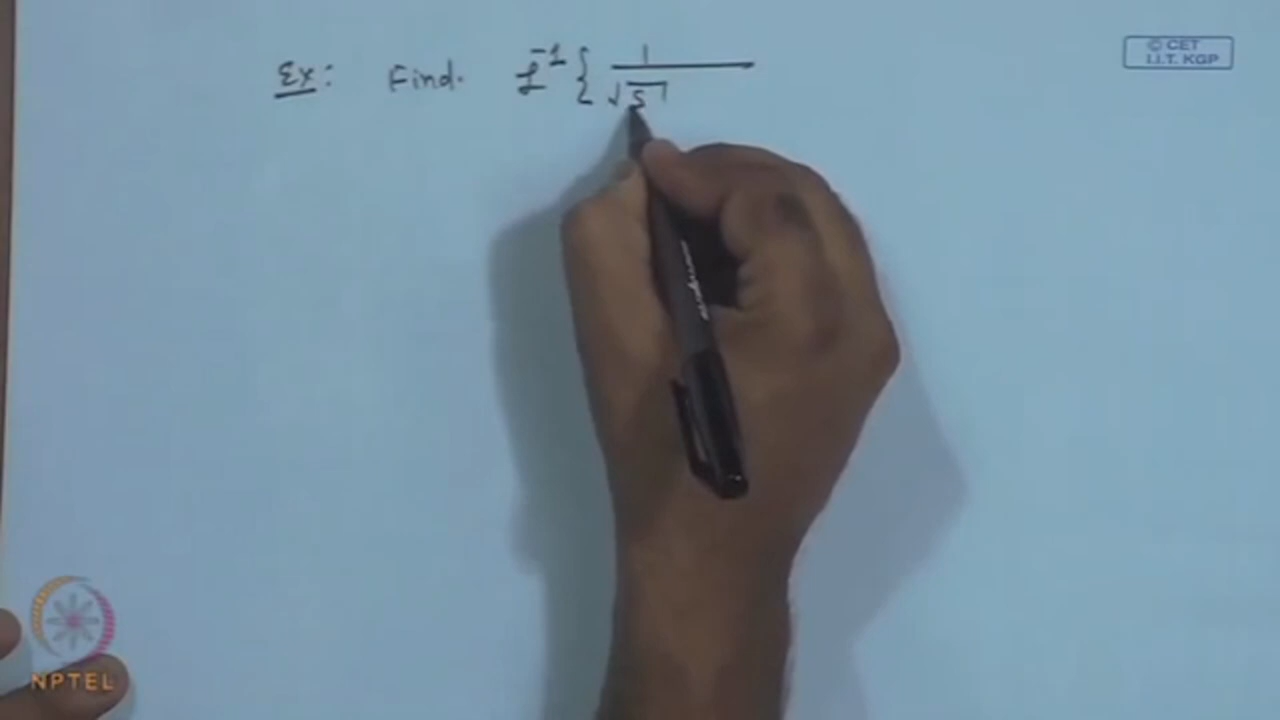 Ex: Find. L^{-1} { 1 / √s
© CET
I.I.T. KGP
NPTEL